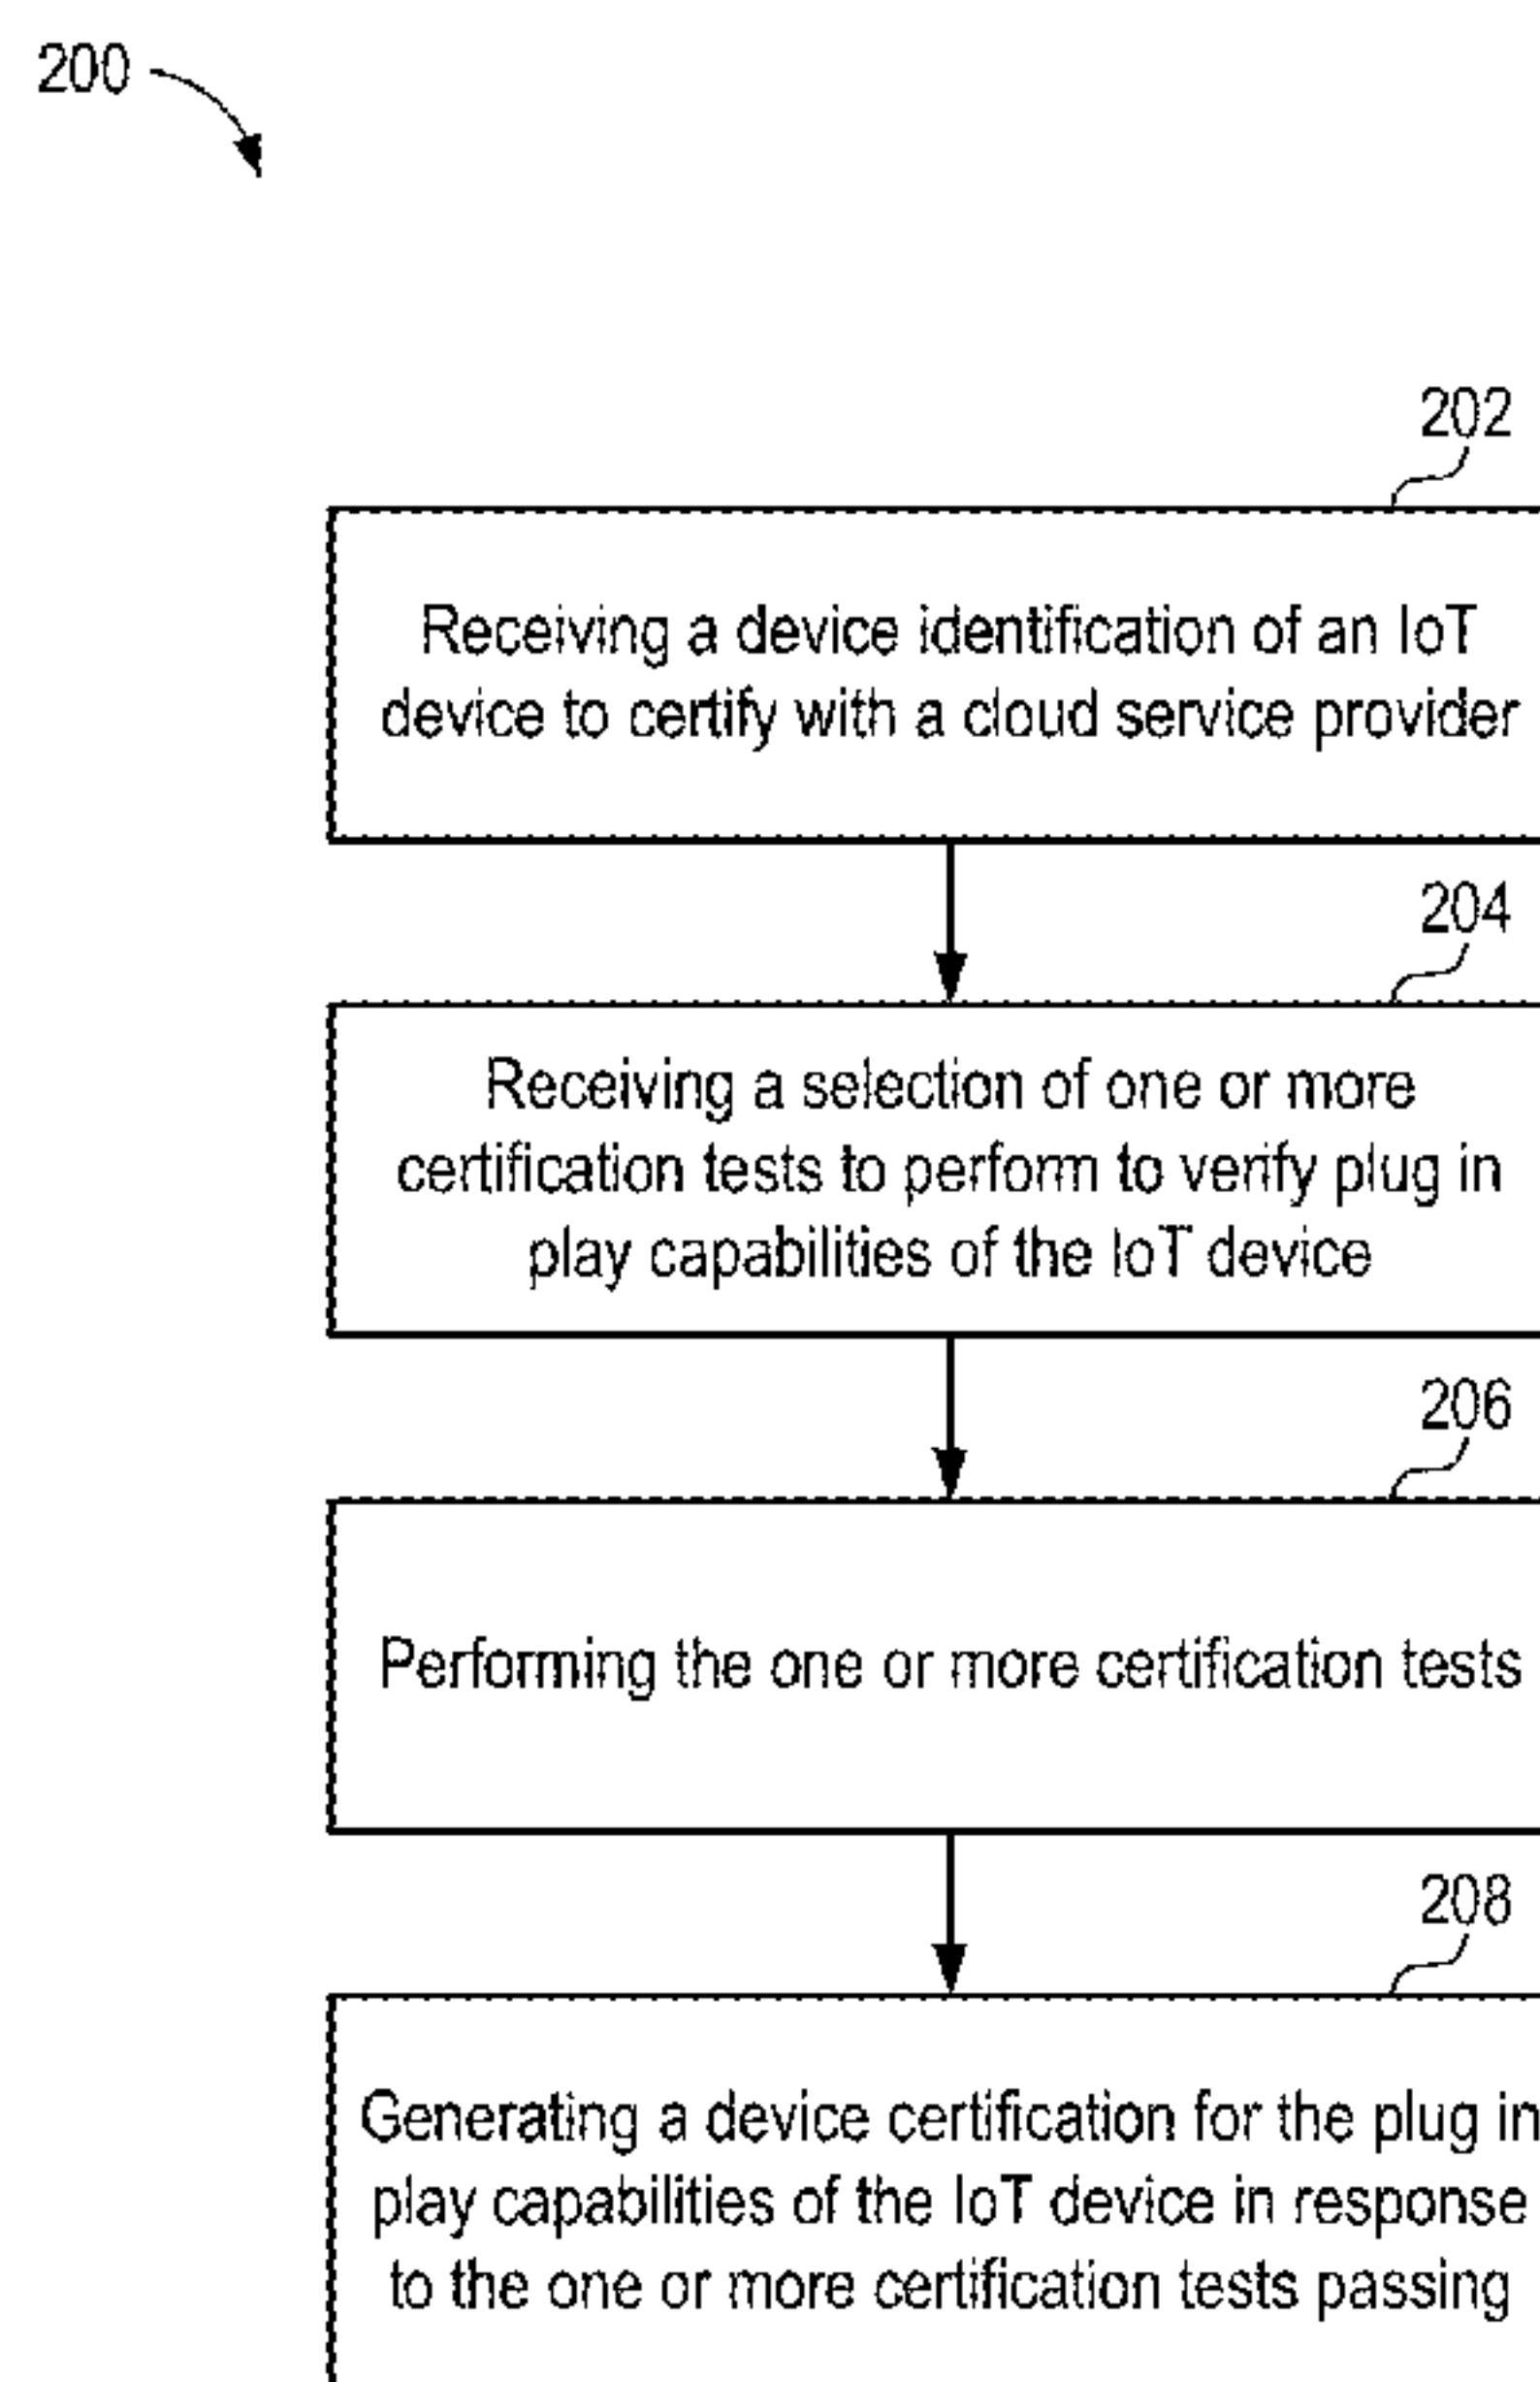 200
202
Receiving a device identification of an IoT
device to certify with a cloud service provider
204
Receiving a selection of one or more
certification tests to perform to verify plug in
play capabilities of the IoT device
206
Performing the one or more certification tests
208
Generating a device certification for the plug in
play capabilities of the IoT device in response
to the one or more certification tests passing